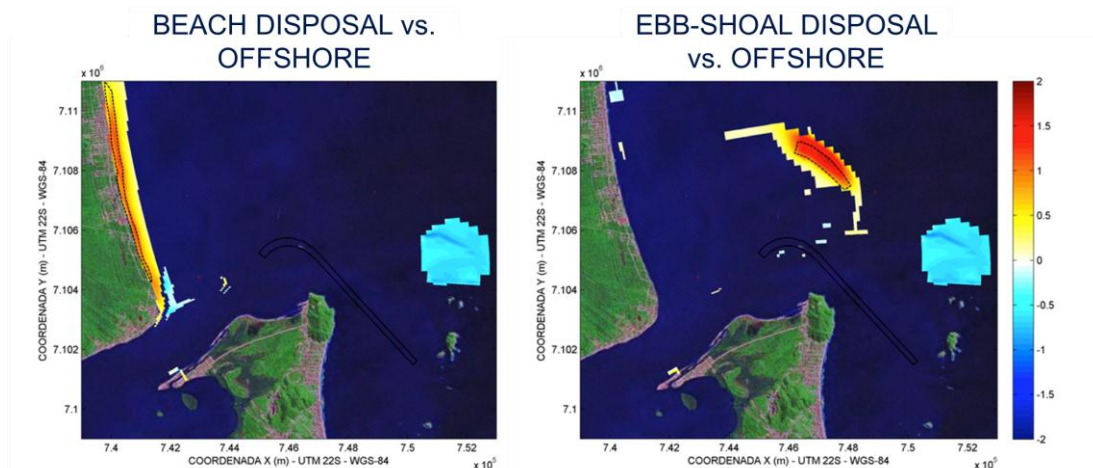 BEACH DISPOSAL vs.
OFFSHORE
EBB-SHOAL DISPOSAL
vs. OFFSHORE
x 10⁶
7.11
7.108
7.106
7.104
7.102
7.1
COORDENADA Y (m) - UTM 22S - WGS-84
7.4
7.42
7.44
7.46
7.48
7.5
7.52
x 10⁵
COORDENADA X (m) - UTM 22S - WGS-84
x 10⁶
7.11
7.108
7.106
7.104
7.102
7.1
COORDENADA Y (m) - UTM 22S - WGS-84
7.4
7.42
7.44
7.46
7.48
7.5
7.52
x 10⁵
COORDENADA X (m) - UTM 22S - WGS-84
2
1.5
1
0.5
0
-0.5
-1
-1.5
-2